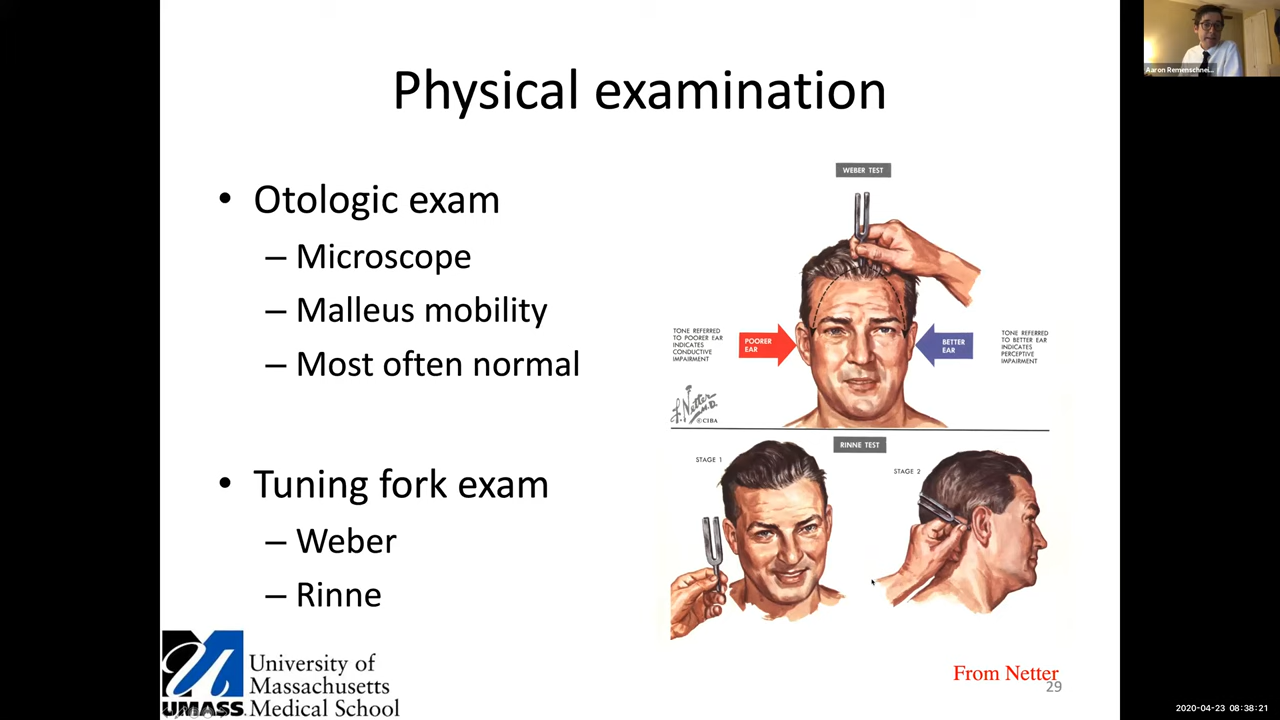 Physical examination
• Otologic exam
– Microscope
– Malleus mobility
– Most often normal
• Tuning fork exam
– Weber
– Rinne
WEBER TEST
TONE REFERRED
TO POORER EAR
INDICATES
CONDUCTIVE
IMPAIRMENT
POORER
EAR
BETTER
EAR
TONE REFERRED
TO BETTER EAR
INDICATES
PERCEPTIVE
IMPAIRMENT
F. Netter
M.D.
© CIBA
RINNE TEST
STAGE 1
STAGE 2
UMASS
University of
Massachusetts
Medical School
From Netter
29
Aaron Remenschnei...
2020-04-23 08:38:21